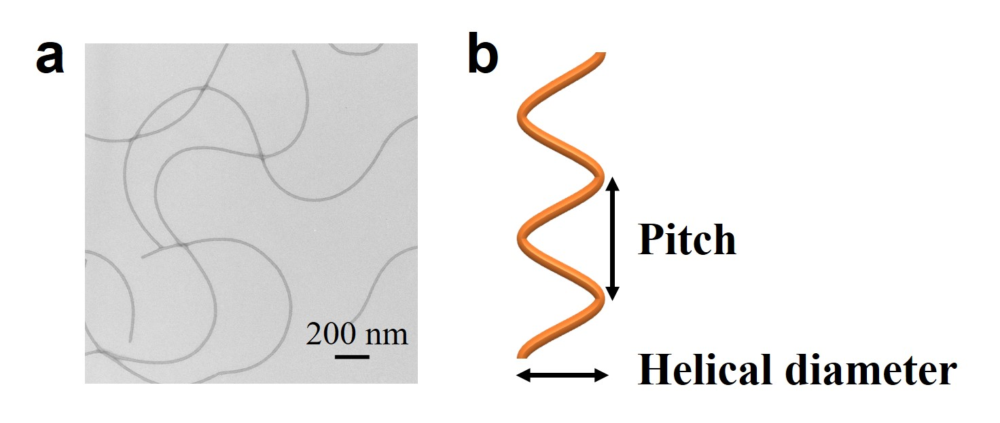 a
b
200 nm
Pitch
Helical diameter